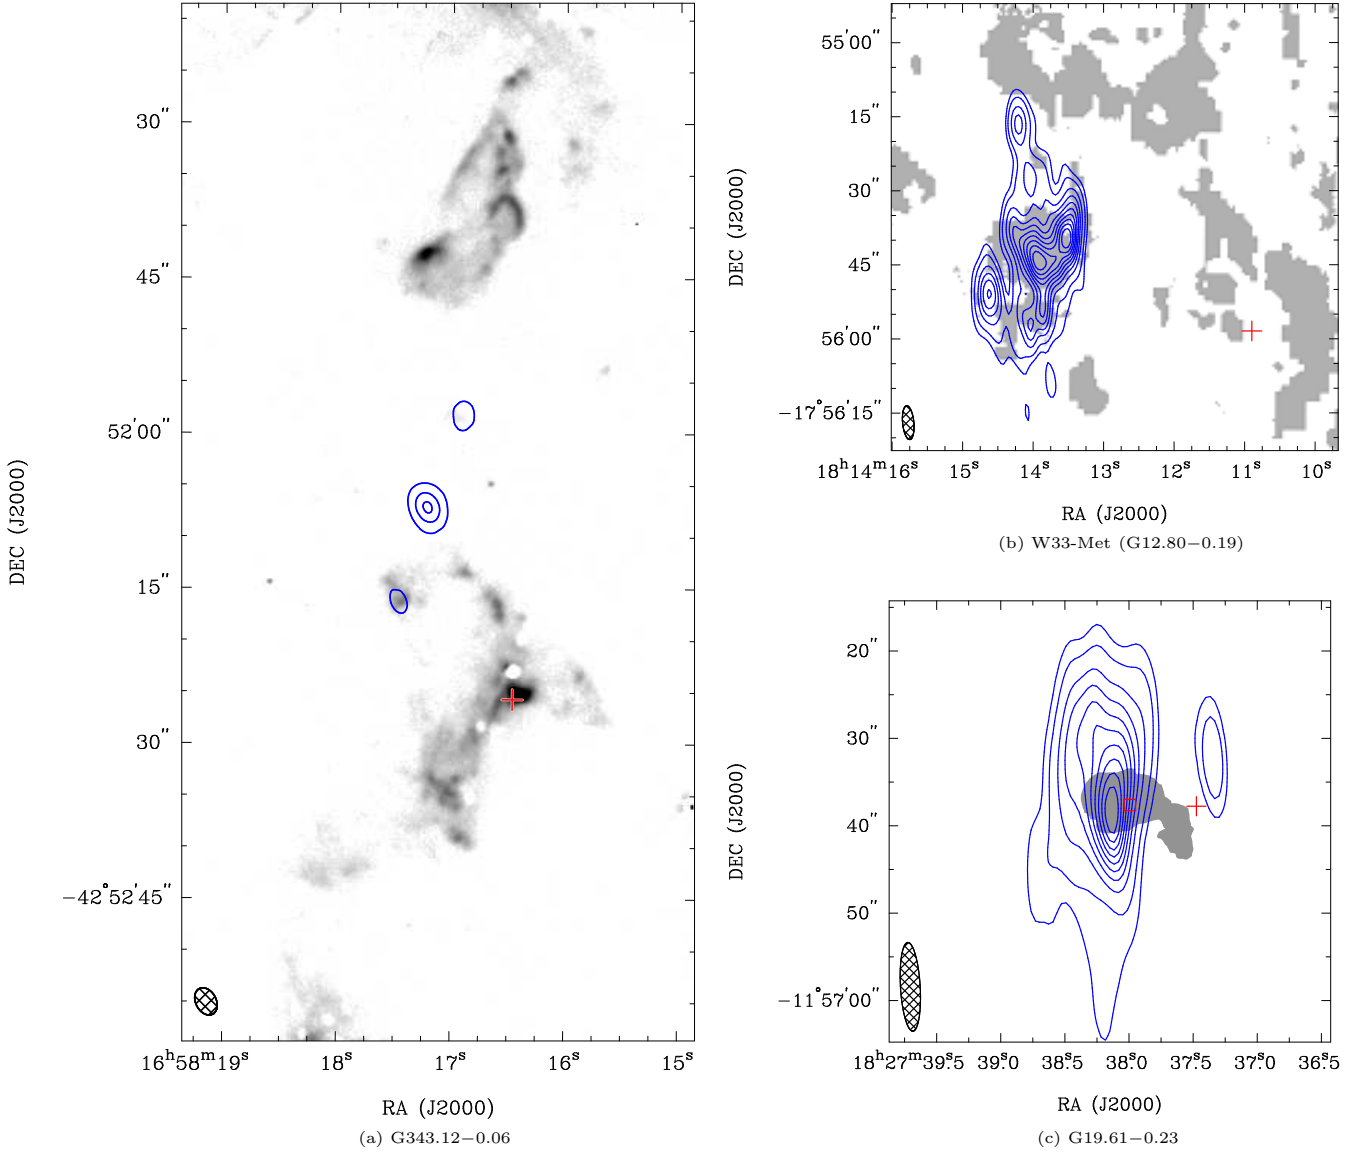 30″
45″
52′00″
15″
30″
−42°52′45″
DEC (J2000)
16ʰ58ᵐ19ˢ 18ˢ 17ˢ 16ˢ 15ˢ
RA (J2000)
(a) G343.12−0.06
55′00″
15″
30″
45″
56′00″
−17°56′15″
DEC (J2000)
18ʰ14ᵐ16ˢ 15ˢ 14ˢ 13ˢ 12ˢ 11ˢ 10ˢ
RA (J2000)
(b) W33-Met (G12.80−0.19)
20″
30″
40″
50″
−11°57′00″
DEC (J2000)
18ʰ27ᵐ39ˢ.5 39ˢ.0 38ˢ.5 38ˢ.0 37ˢ.5 37ˢ.0 36ˢ.5
RA (J2000)
(c) G19.61−0.23